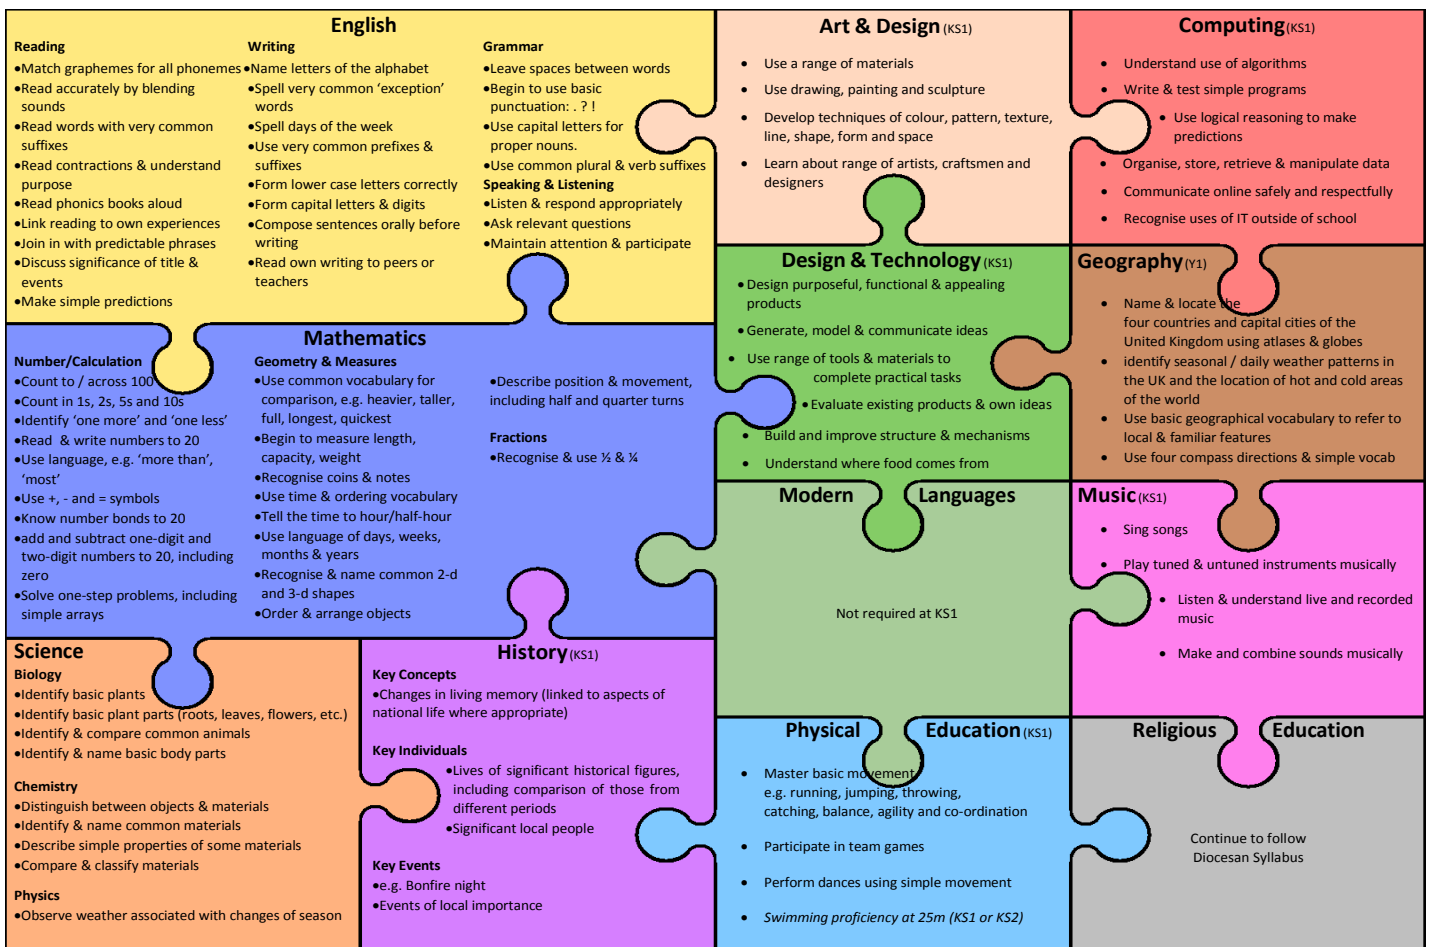 English
Reading
•Match graphemes for all phonemes
•Read accurately by blending
sounds
•Read words with very common
suffixes
•Read contractions & understand
purpose
•Read phonics books aloud
•Link reading to own experiences
•Join in with predictable phrases
•Discuss significance of title &
events
•Make simple predictions
Writing
•Name letters of the alphabet
•Spell very common ‘exception’
words
•Spell days of the week
•Use very common prefixes &
suffixes
•Form lower case letters correctly
•Form capital letters & digits
•Compose sentences orally before
writing
•Read own writing to peers or
teachers
Grammar
•Leave spaces between words
•Begin to use basic
punctuation: . ? !
•Use capital letters for
proper nouns.
•Use common plural & verb suffixes
Speaking & Listening
•Listen & respond appropriately
•Ask relevant questions
•Maintain attention & participate
Art & Design (KS1)
• Use a range of materials
• Use drawing, painting and sculpture
• Develop techniques of colour, pattern, texture,
line, shape, form and space
• Learn about range of artists, craftsmen and
designers
Computing (KS1)
• Understand use of algorithms
• Write & test simple programs
• Use logical reasoning to make
predictions
• Organise, store, retrieve & manipulate data
• Communicate online safely and respectfully
• Recognise uses of IT outside of school
Mathematics
Number/Calculation
•Count to / across 100
•Count in 1s, 2s, 5s and 10s
•Identify ‘one more’ and ‘one less’
•Read & write numbers to 20
•Use language, e.g. ‘more than’,
‘most’
•Use +, - and = symbols
•Know number bonds to 20
•add and subtract one-digit and
two-digit numbers to 20, including
zero
•Solve one-step problems, including
simple arrays
Geometry & Measures
•Use common vocabulary for
comparison, e.g. heavier, taller,
full, longest, quickest
•Begin to measure length,
capacity, weight
•Recognise coins & notes
•Use time & ordering vocabulary
•Tell the time to hour/half-hour
•Use language of days, weeks,
months & years
•Recognise & name common 2-d
and 3-d shapes
•Order & arrange objects
•Describe position & movement,
including half and quarter turns
Fractions
•Recognise & use ½ & ¼
Design & Technology (KS1)
• Design purposeful, functional & appealing
products
• Generate, model & communicate ideas
• Use range of tools & materials to
complete practical tasks
• Evaluate existing products & own ideas
• Build and improve structure & mechanisms
• Understand where food comes from
Geography (Y1)
• Name & locate the
four countries and capital cities of the
United Kingdom using atlases & globes
• identify seasonal / daily weather patterns in
the UK and the location of hot and cold areas
of the world
• Use basic geographical vocabulary to refer to
local & familiar features
• Use four compass directions & simple vocab
Modern Languages
Not required at KS1
Music (KS1)
• Sing songs
• Play tuned & untuned instruments musically
• Listen & understand live and recorded
music
• Make and combine sounds musically
Science
Biology
•Identify basic plants
•Identify basic plant parts (roots, leaves, flowers, etc.)
•Identify & compare common animals
•Identify & name basic body parts
Chemistry
•Distinguish between objects & materials
•Identify & name common materials
•Describe simple properties of some materials
•Compare & classify materials
Physics
•Observe weather associated with changes of season
History (KS1)
Key Concepts
•Changes in living memory (linked to aspects of
national life where appropriate)
Key Individuals
•Lives of significant historical figures,
including comparison of those from
different periods
•Significant local people
Key Events
•e.g. Bonfire night
•Events of local importance
Physical Education (KS1)
• Master basic movement,
e.g. running, jumping, throwing,
catching, balance, agility and co-ordination
• Participate in team games
• Perform dances using simple movement
• Swimming proficiency at 25m (KS1 or KS2)
Religious Education
Continue to follow
Diocesan Syllabus